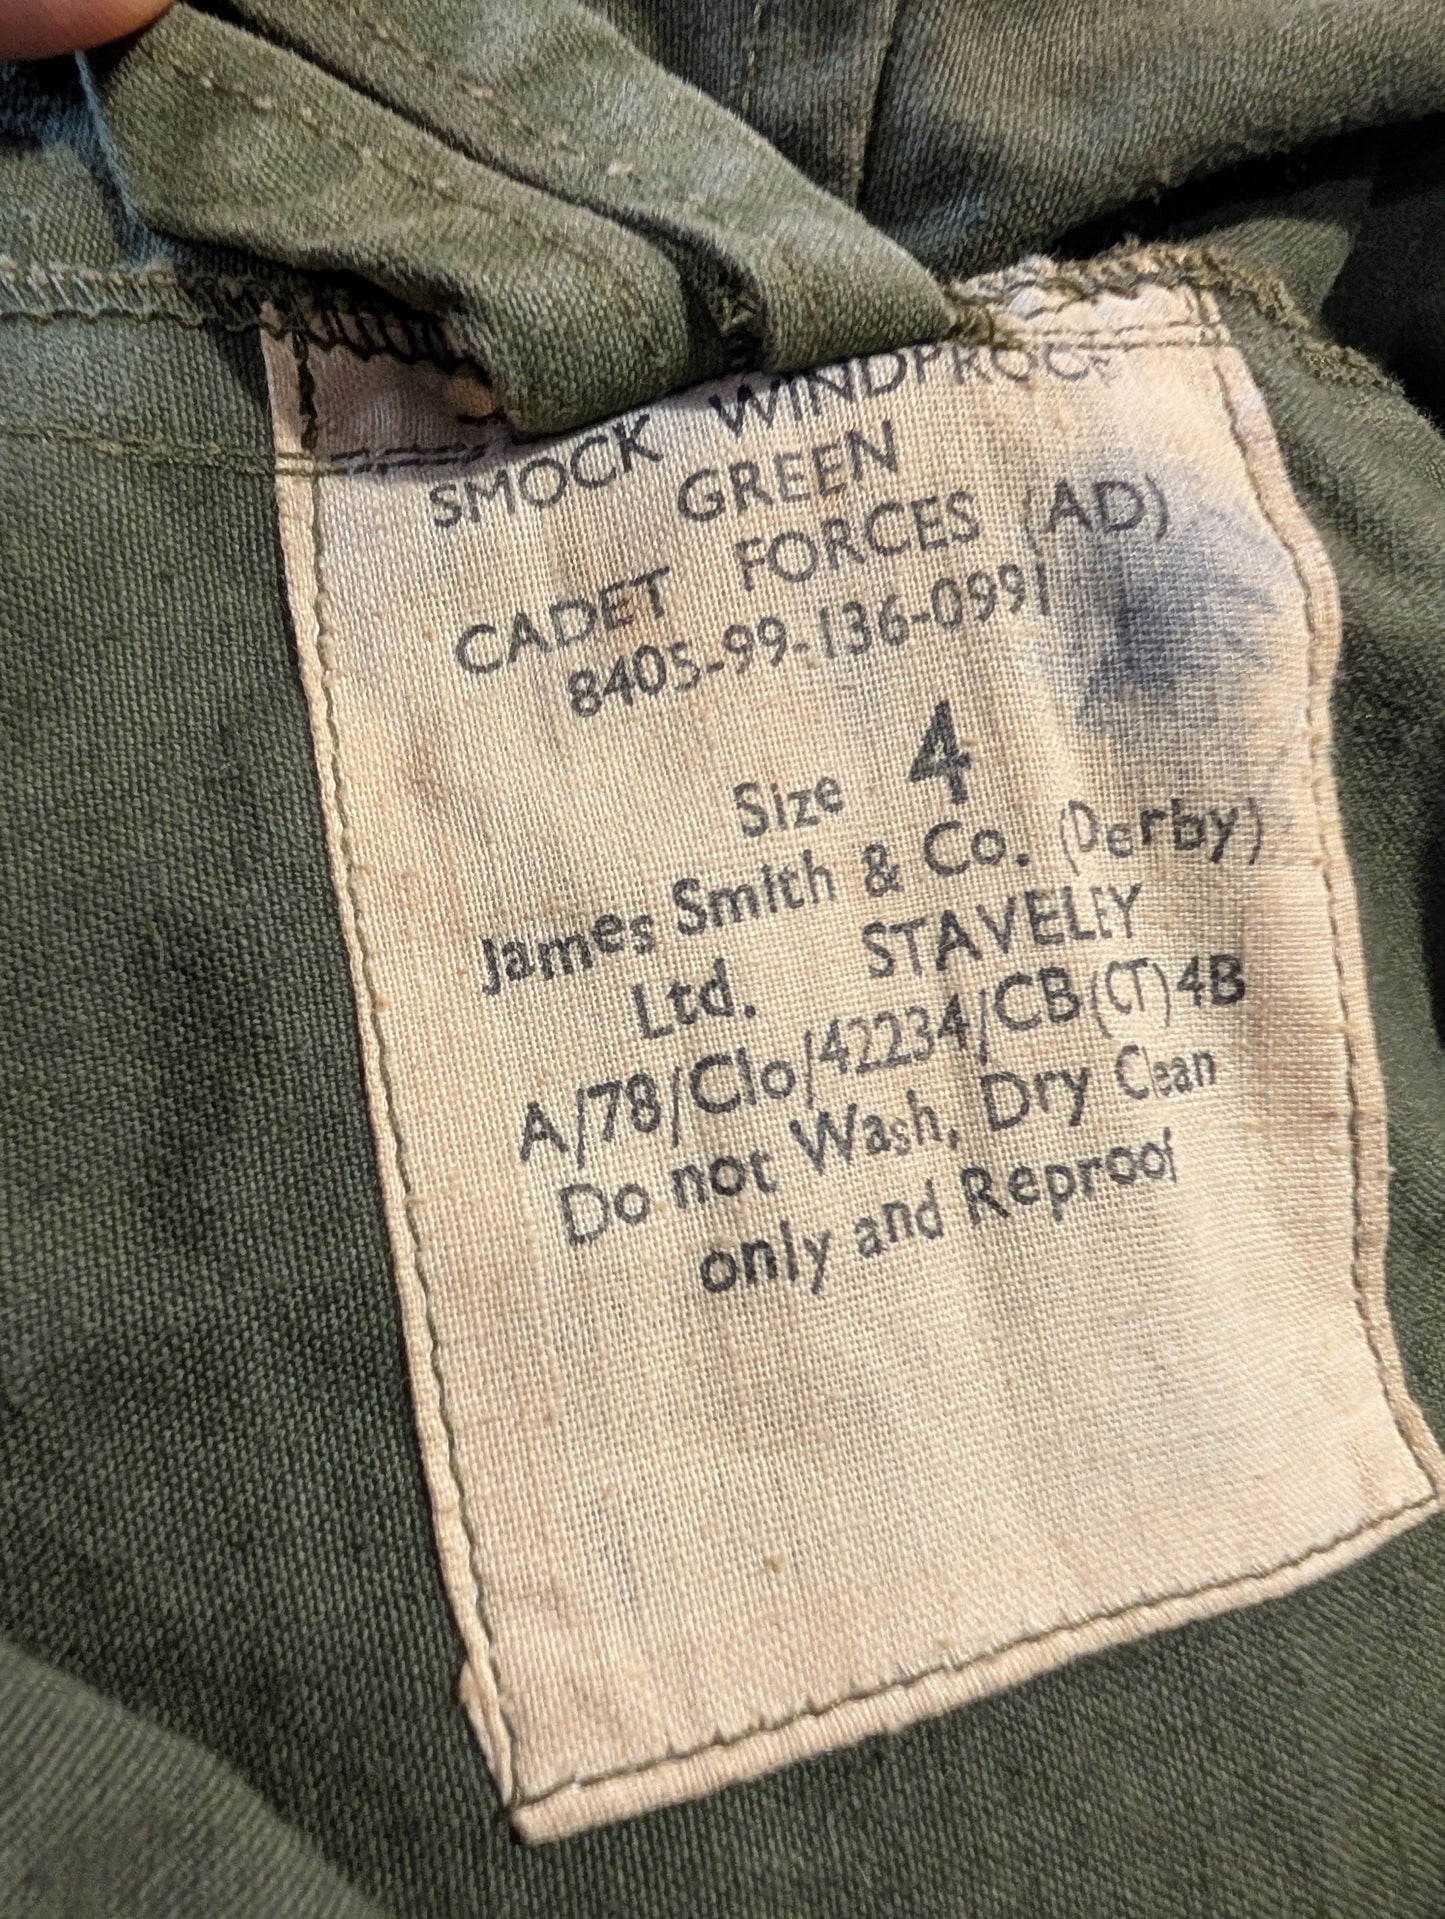 SMOCK WINDPROOF
GREEN
CADET FORCES (AD)
8405-99-136-0991
Size 4
James Smith & Co. (Derby)
Ltd. STAVELEY
A/78/Clo/42234/CB(CT)4B
Do not Wash, Dry Clean
only and Reproof